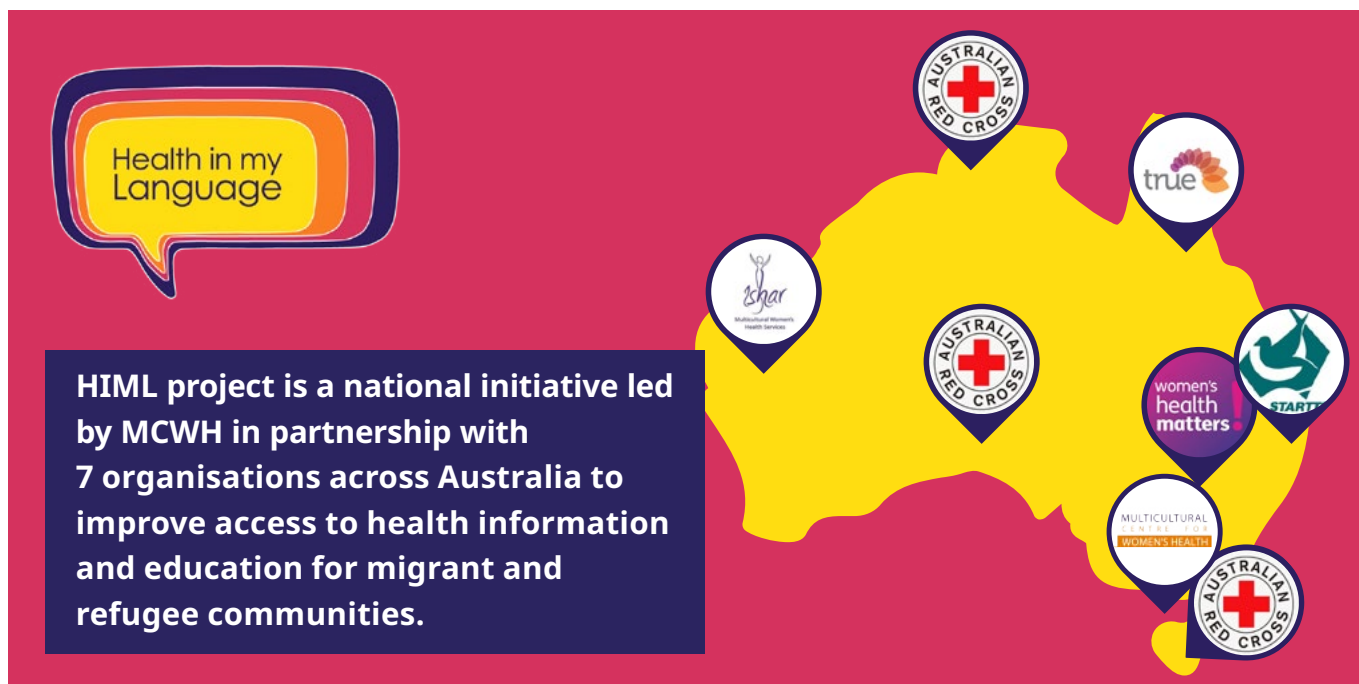 Health in my
Language
HIML project is a national initiative led
by MCWH in partnership with
7 organisations across Australia to
improve access to health information
and education for migrant and
refugee communities.
AUSTRALIAN
RED CROSS
true
Ishar
Multicultural Women's
Health Services
AUSTRALIAN
RED CROSS
women's
health
matters!
STARTT
MULTICULTURAL
CENTRE FOR
WOMEN'S HEALTH
AUSTRALIAN
RED CROSS